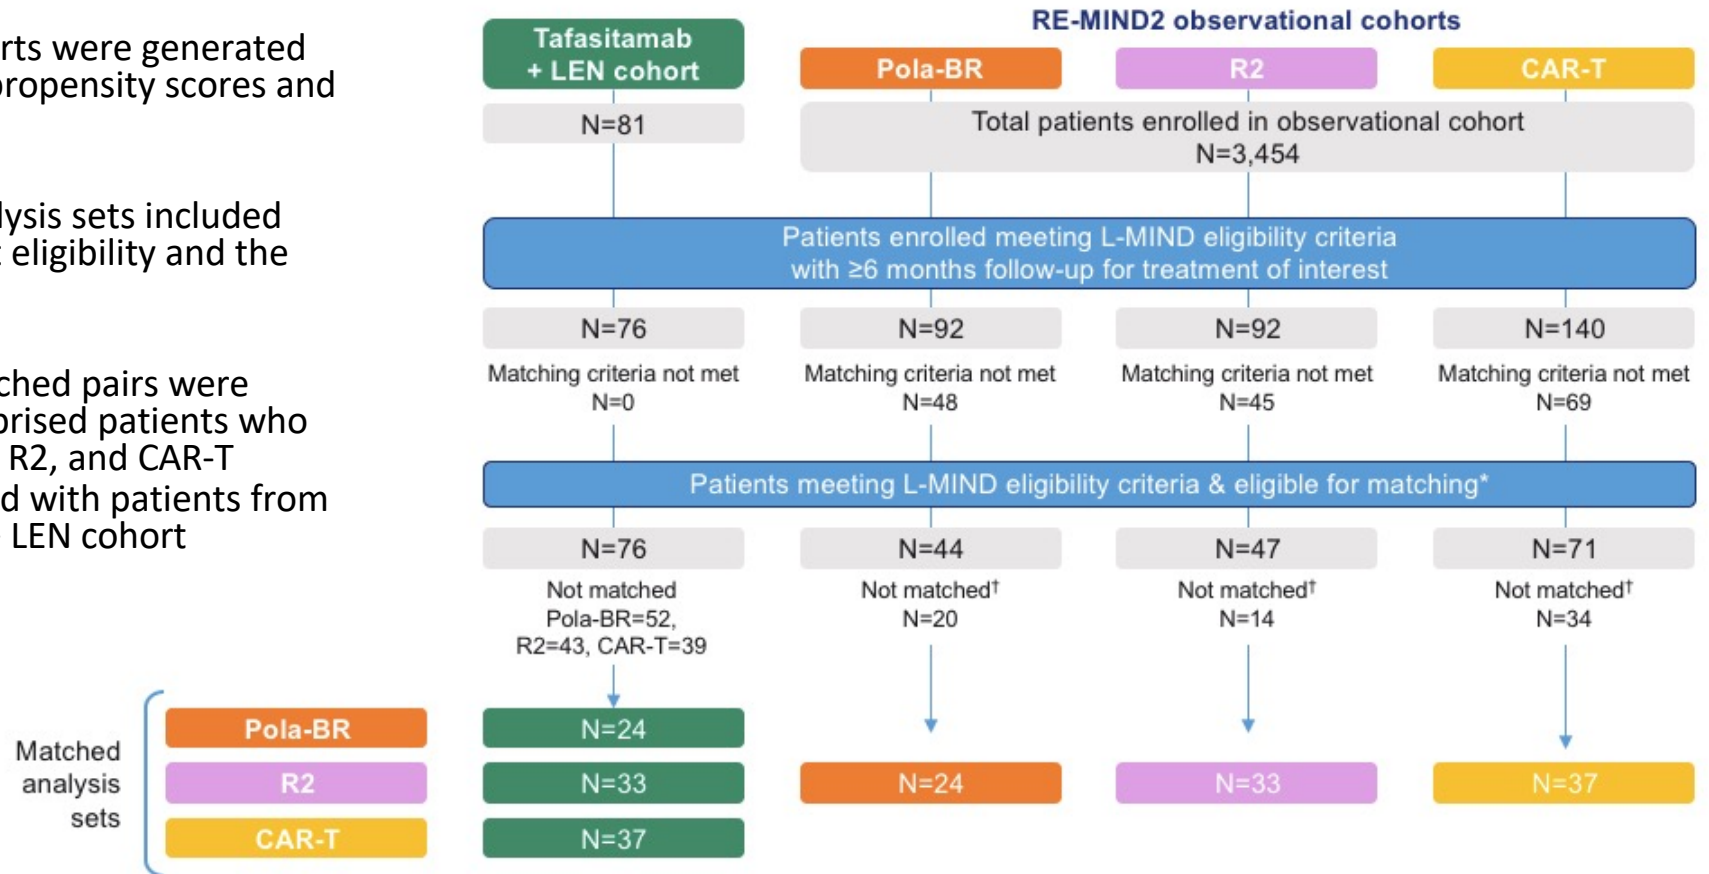 rts were generated
propensity scores and
lysis sets included
t eligibility and the
ched pairs were
prised patients who
R2, and CAR-T
d with patients from
LEN cohort
RE-MIND2 observational cohorts
Tafasitamab
+ LEN cohort
Pola-BR
R2
CAR-T
N=81
Total patients enrolled in observational cohort
N=3,454
Patients enrolled meeting L-MIND eligibility criteria
with ≥6 months follow-up for treatment of interest
N=76
N=92
N=92
N=140
Matching criteria not met
N=0
Matching criteria not met
N=48
Matching criteria not met
N=45
Matching criteria not met
N=69
Patients meeting L-MIND eligibility criteria & eligible for matching*
N=76
N=44
N=47
N=71
Not matched
Pola-BR=52,
R2=43, CAR-T=39
Not matched†
N=20
Not matched†
N=14
Not matched†
N=34
Matched
analysis
sets
Pola-BR
N=24
R2
N=33
N=24
N=33
N=37
CAR-T
N=37